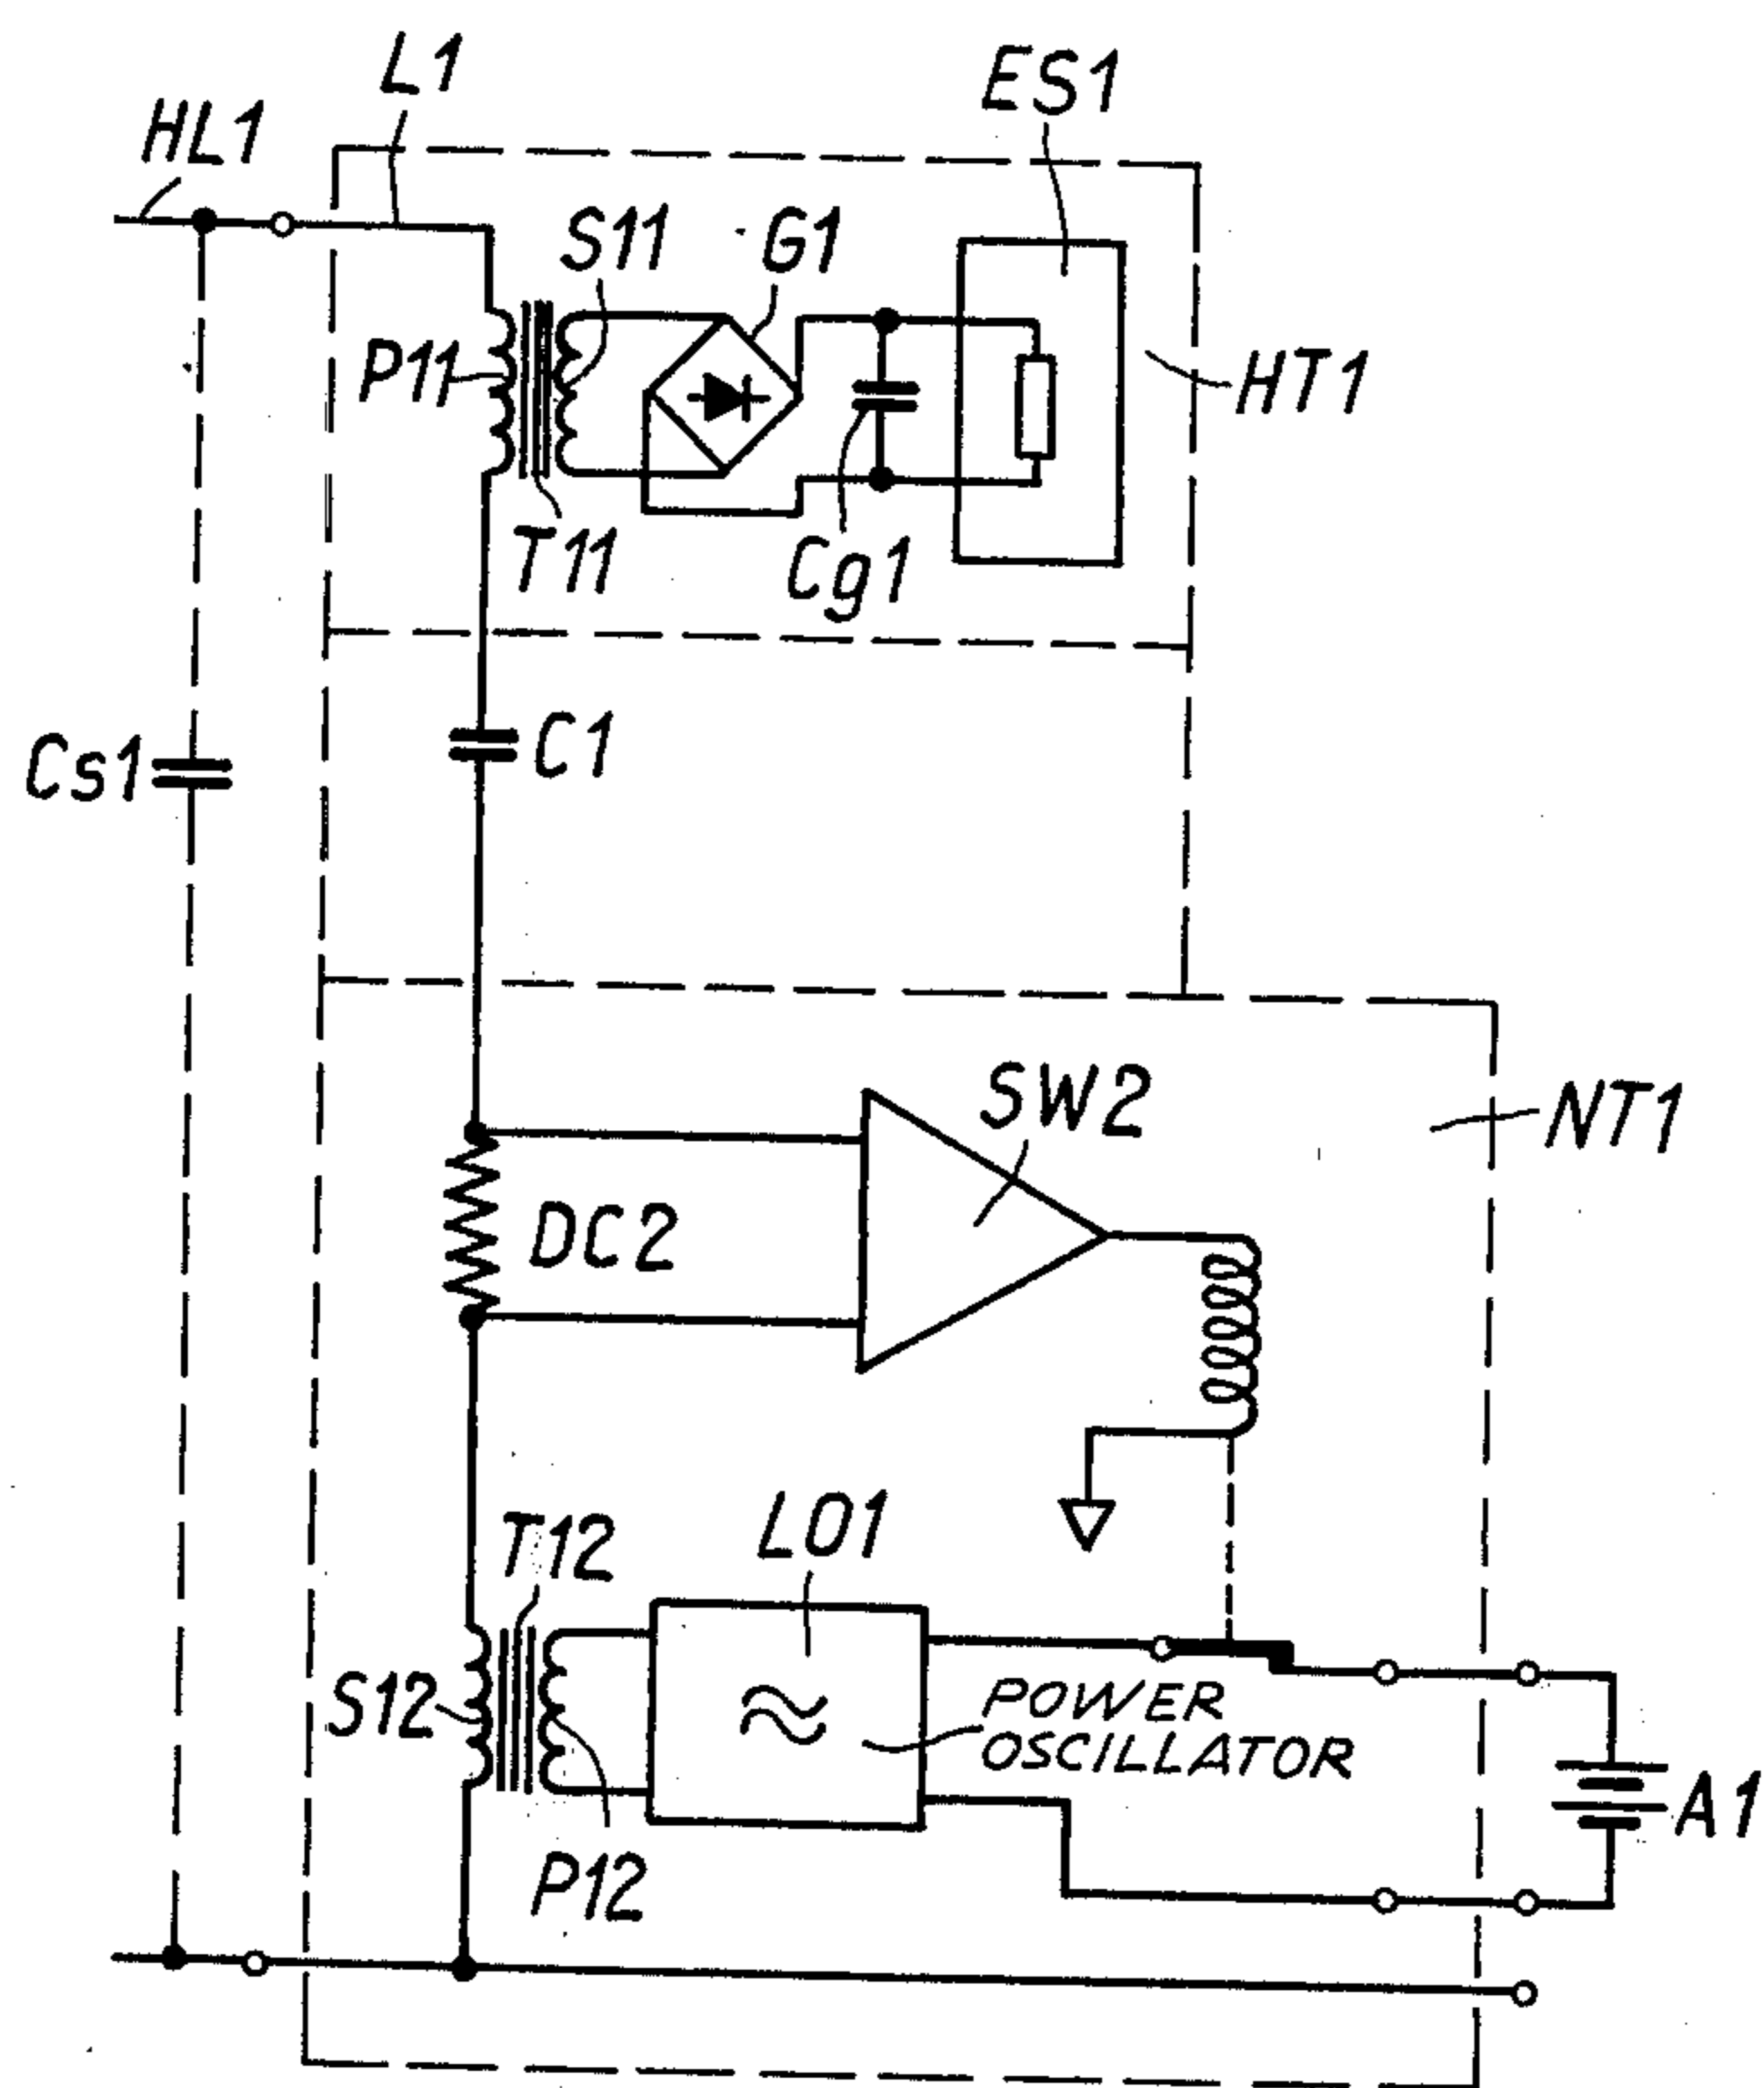 L1
ES1
HL1
S11
G1
P11
HT1
T11
Cg1
C1
Cs1
SW2
NT1
DC2
T12
LO1
S12
POWER
OSCILLATOR
A1
P12